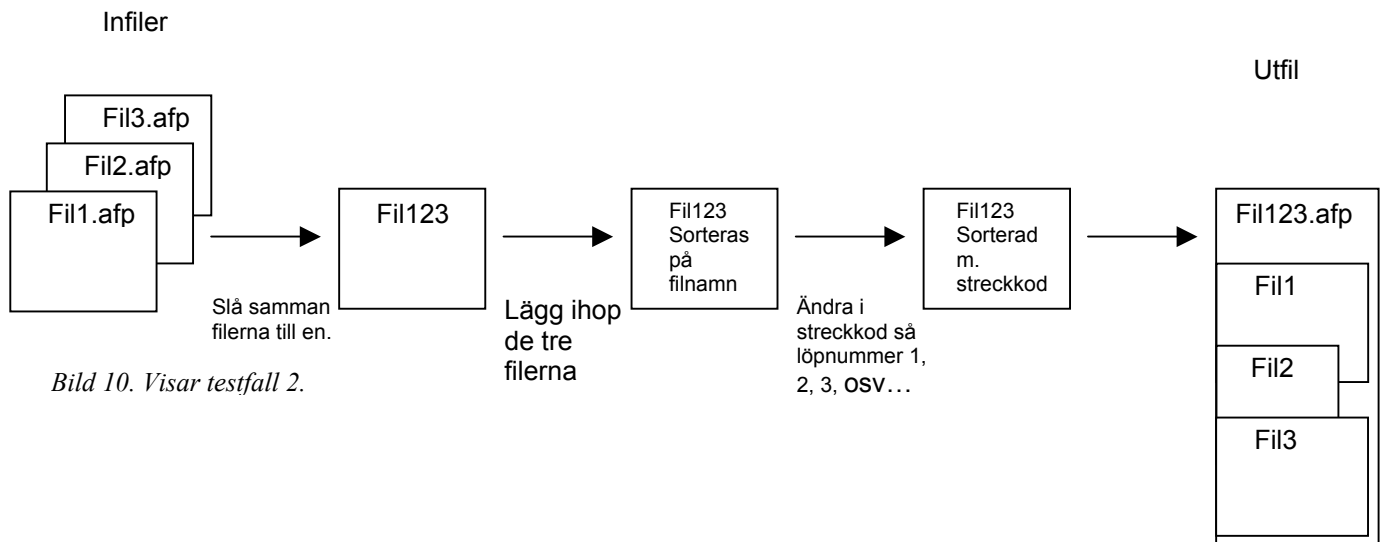 Infiler
Utfil
Fil3.afp
Fil2.afp
Fil1.afp
Fil123
Fil123
Sorteras
på
filnamn
Fil123
Sorterad
m.
streckkod
Fil123.afp
Fil1
Fil2
Fil3
Slå samman
filerna till en.
Lägg ihop
de tre
filerna
Ändra i
streckkod så
löpnummer 1,
2, 3, osv...
Bild 10. Visar testfall 2.